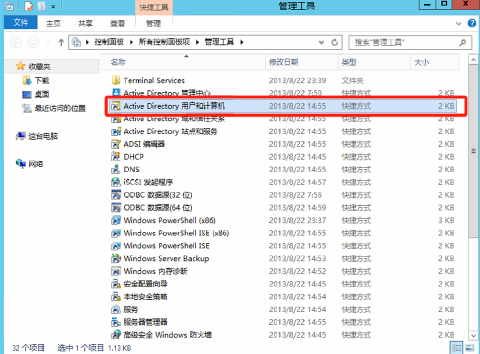 快捷工具
管理工具
文件 主页 共享 查看 管理
控制面板 所有控制面板项 管理工具
搜索"管理工具"
收藏夹
下载
桌面
最近访问的位置
这台电脑
网络
名称 修改日期 类型 大小
Terminal Services 2013/8/22 23:39 文件夹
Active Directory 管理中心 2013/8/22 7:50 快捷方式 2 KB
Active Directory 用户和计算机 2013/8/22 14:55 快捷方式 2 KB
Active Directory 域和信任关系 2013/8/22 14:55 快捷方式 2 KB
Active Directory 站点和服务 2013/8/22 14:55 快捷方式 2 KB
ADSI 编辑器 2013/8/22 14:55 快捷方式 2 KB
DHCP 2013/8/22 14:55 快捷方式 2 KB
DNS 2013/8/22 14:55 快捷方式 2 KB
iSCSI 发起程序 2013/8/22 14:57 快捷方式 2 KB
ODBC 数据源(32 位) 2013/8/22 7:56 快捷方式 2 KB
ODBC 数据源(64 位) 2013/8/22 14:59 快捷方式 2 KB
Windows PowerShell (x86) 2013/8/22 23:37 快捷方式 3 KB
Windows PowerShell ISE (x86) 2013/8/22 14:55 快捷方式 2 KB
Windows PowerShell ISE 2013/8/22 14:55 快捷方式 2 KB
Windows Server Backup 2013/8/22 14:53 快捷方式 2 KB
Windows 内存诊断 2013/8/22 14:52 快捷方式 2 KB
安全配置向导 2013/8/22 14:45 快捷方式 2 KB
本地安全策略 2013/8/22 14:54 快捷方式 2 KB
服务 2013/8/22 14:54 快捷方式 2 KB
服务器管理器 2013/8/22 14:55 快捷方式 2 KB
高级安全 Windows 防火墙 2013/8/22 14:45 快捷方式 2 KB
32 个项目 选中 1 个项目 1.13 KB